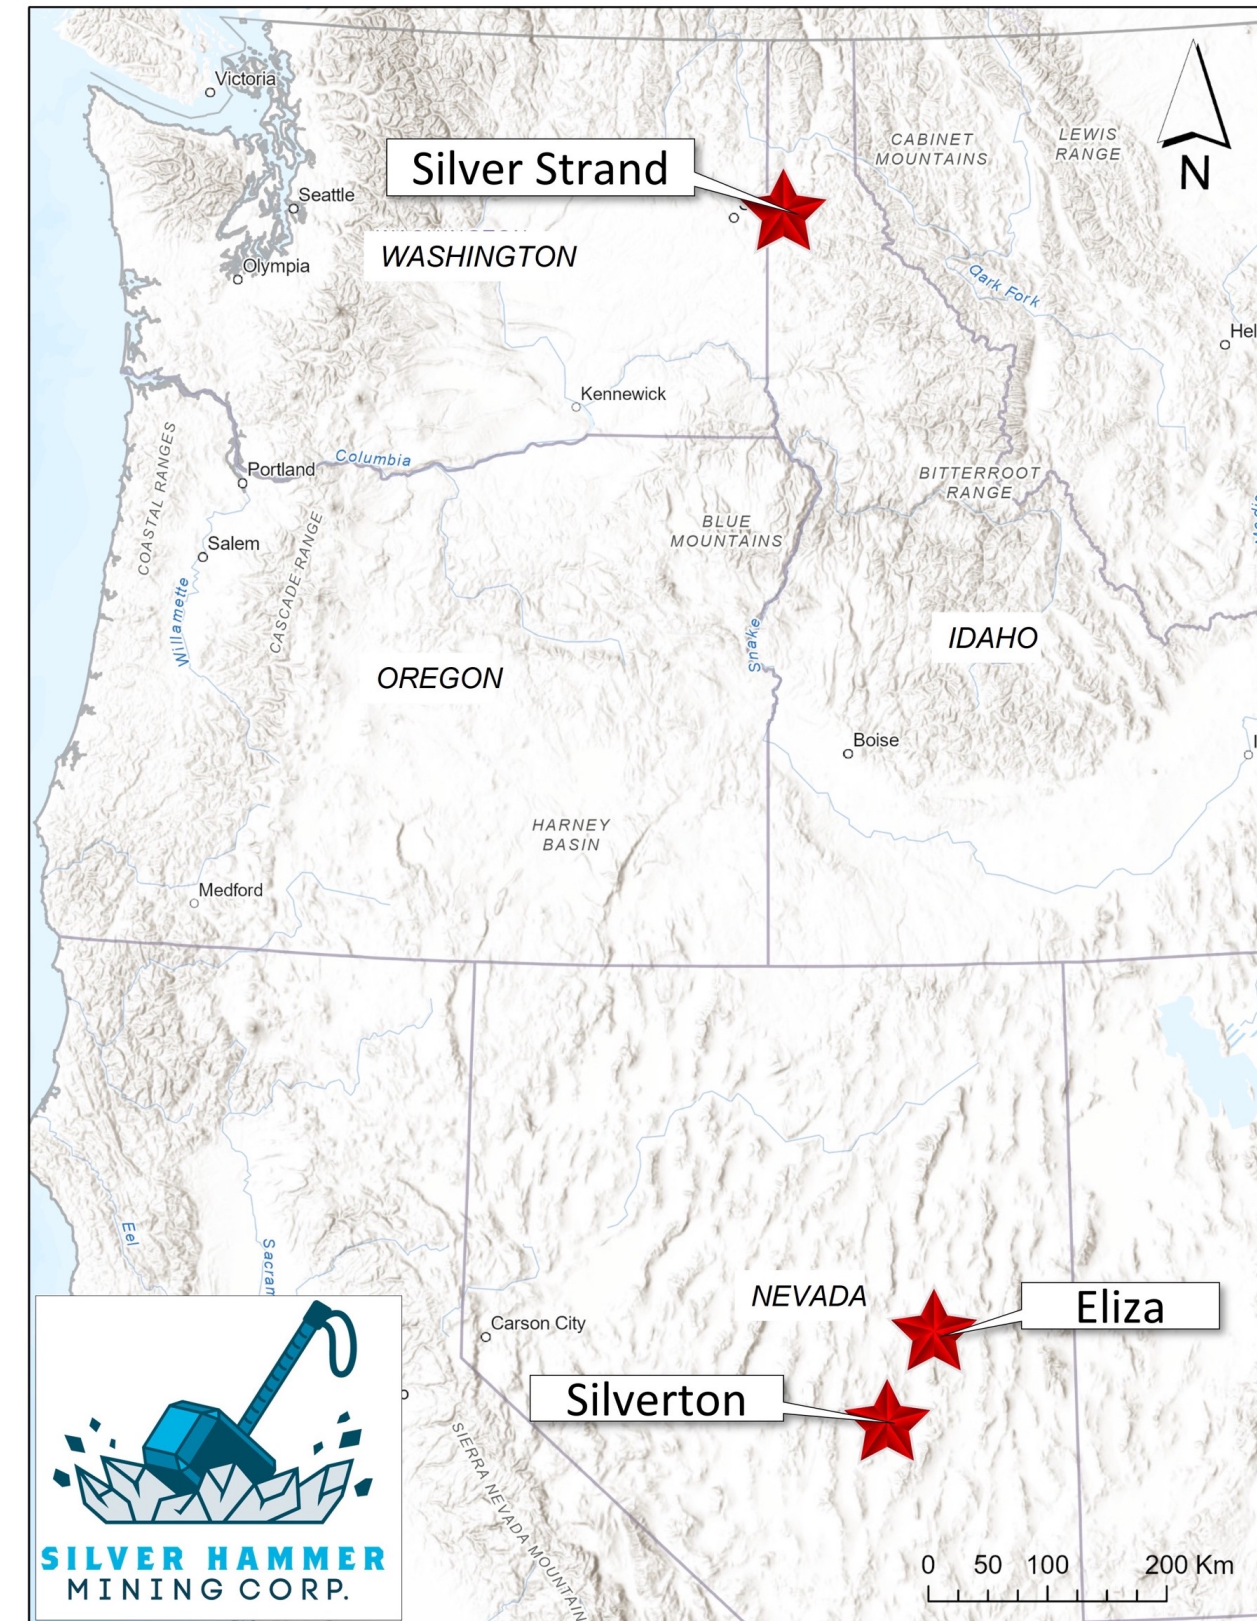 Victoria
CABINET
MOUNTAINS
LEWIS
RANGE
N
Silver Strand
Seattle
WASHINGTON
Olympia
Clark Fork
Kennewick
COASTAL RANGES
Columbia
Portland
BITTERROOT
RANGE
BLUE
MOUNTAINS
Salem
CASCADE RANGE
Willamette
Snake
IDAHO
OREGON
Boise
HARNEY
BASIN
Medford
Eel
NEVADA
Eliza
Carson City
Silverton
SIERRA NEVADA MOUNTAIN
SILVER HAMMER
MINING CORP.
0 50 100 200 Km